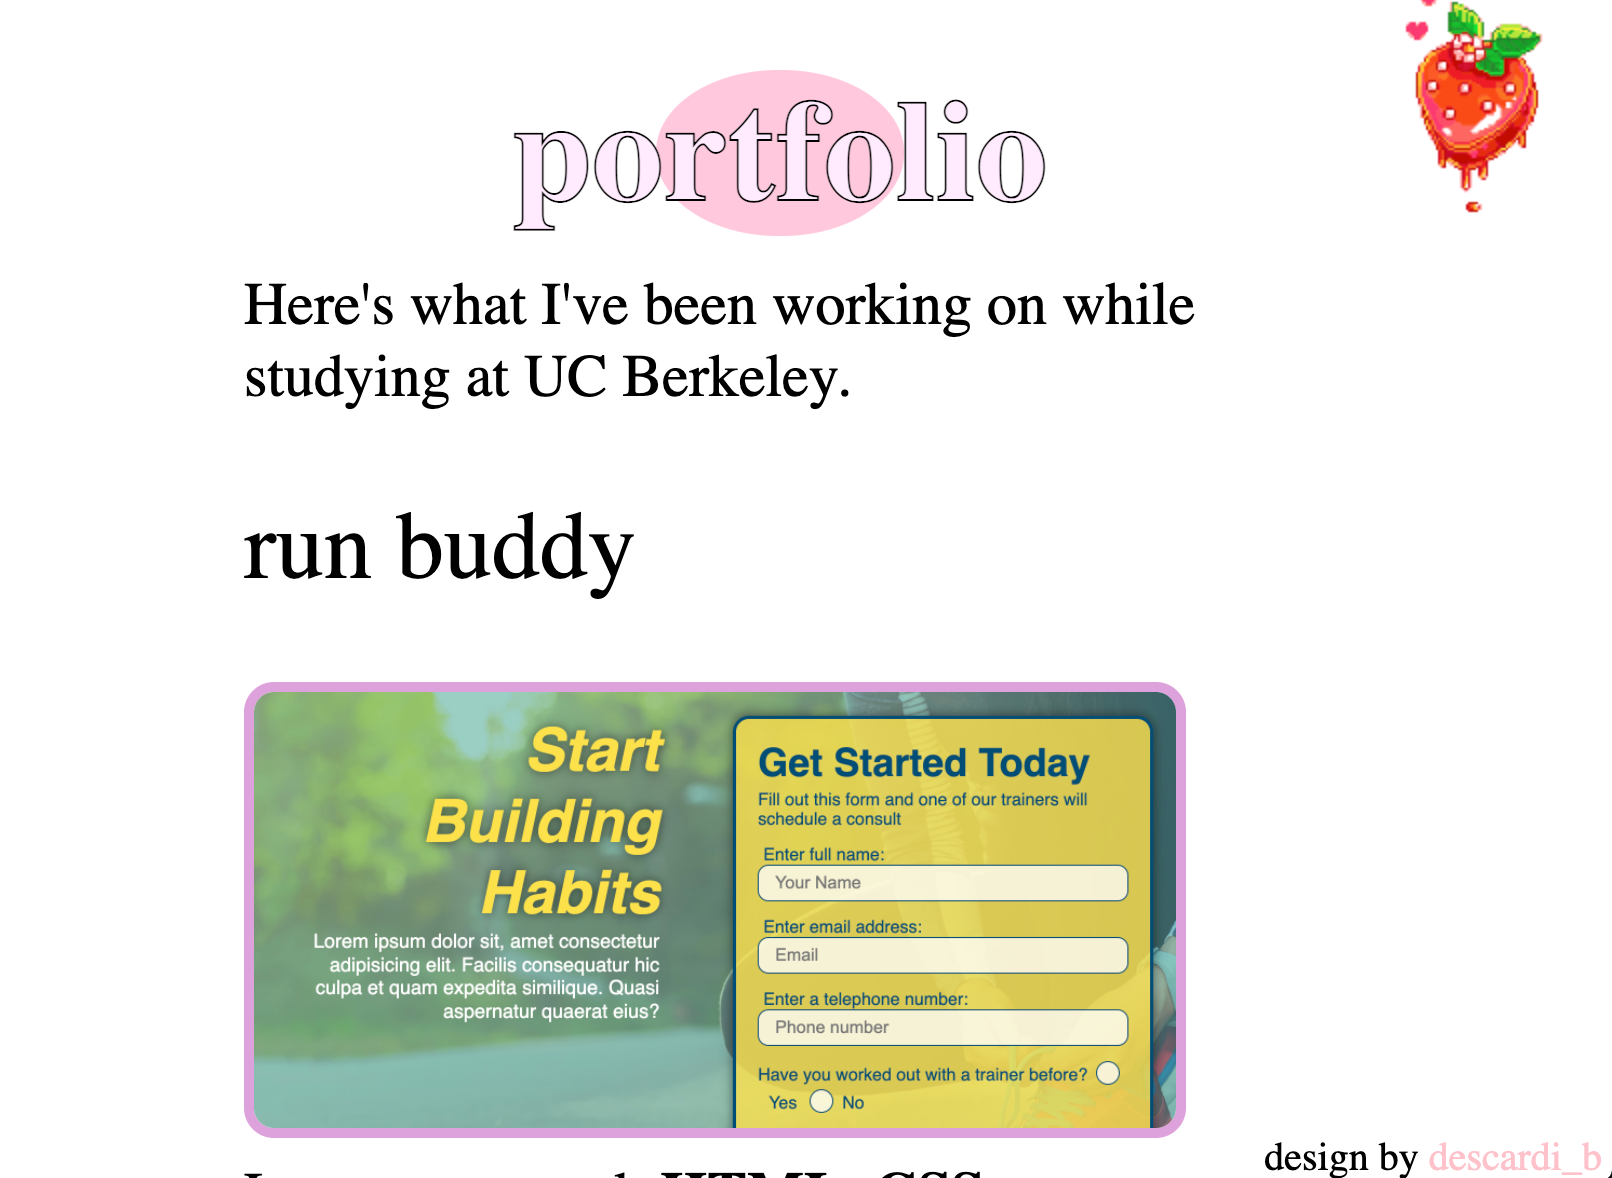 portfolio
Here's what I've been working on while
studying at UC Berkeley.
run buddy
Start
Building
Habits
Lorem ipsum dolor sit, amet consectetur
adipisicing elit. Facilis consequatur hic
culpa et quam expedita similique. Quasi
aspernatur quaerat eius?
Get Started Today
Fill out this form and one of our trainers will
schedule a consult
Enter full name:
Your Name
Enter email address:
Email
Enter a telephone number:
Phone number
Have you worked out with a trainer before?
Yes No
HTML, CSS
design by descardi_b